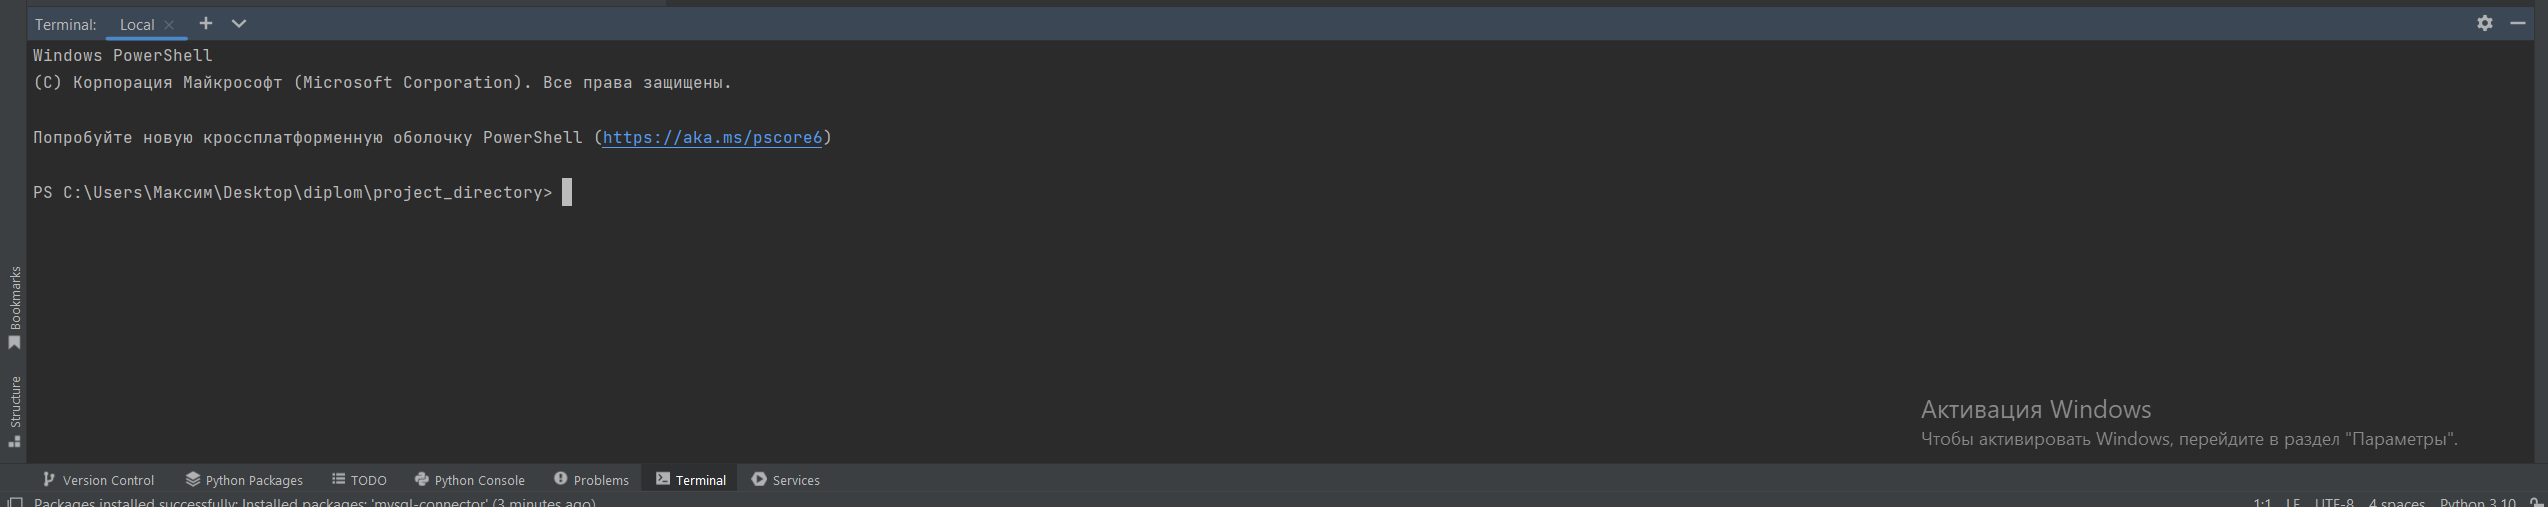 Terminal: Local
Windows PowerShell
(C) Корпорация Майкрософт (Microsoft Corporation). Все права защищены.
Попробуйте новую кроссплатформенную оболочку PowerShell (https://aka.ms/pscore6)
PS C:\Users\Максим\Desktop\diplom\project_directory>
Bookmarks
Structure
Активация Windows
Чтобы активировать Windows, перейдите в раздел "Параметры".
Version Control Python Packages TODO Python Console Problems Terminal Services
Packages installed successfully: Installed packages: 'mysql-connector' (3 minutes ago) 1:1 LF UTF-8 4 spaces Python 3.10